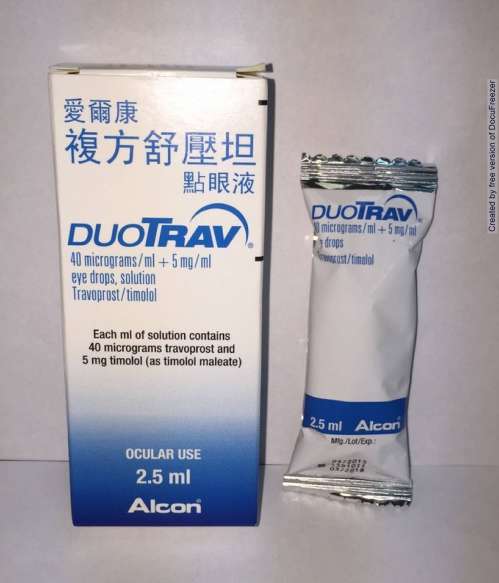 愛爾康
複方舒壓坦
點眼液
DUOTRAV®
40 micrograms/ml + 5 mg/ml
eye drops, solution
Travoprost/timolol
Each ml of solution contains
40 micrograms travoprost and
5 mg timolol (as timolol maleate)
OCULAR USE
2.5 ml
Alcon®
DUOTRAV®
40 micrograms/ml + 5 mg/ml
eye drops
Travoprost/timolol
2.5 ml Alcon®
Mfg./Lot/Exp.:
Created by free version of DocuFreezer